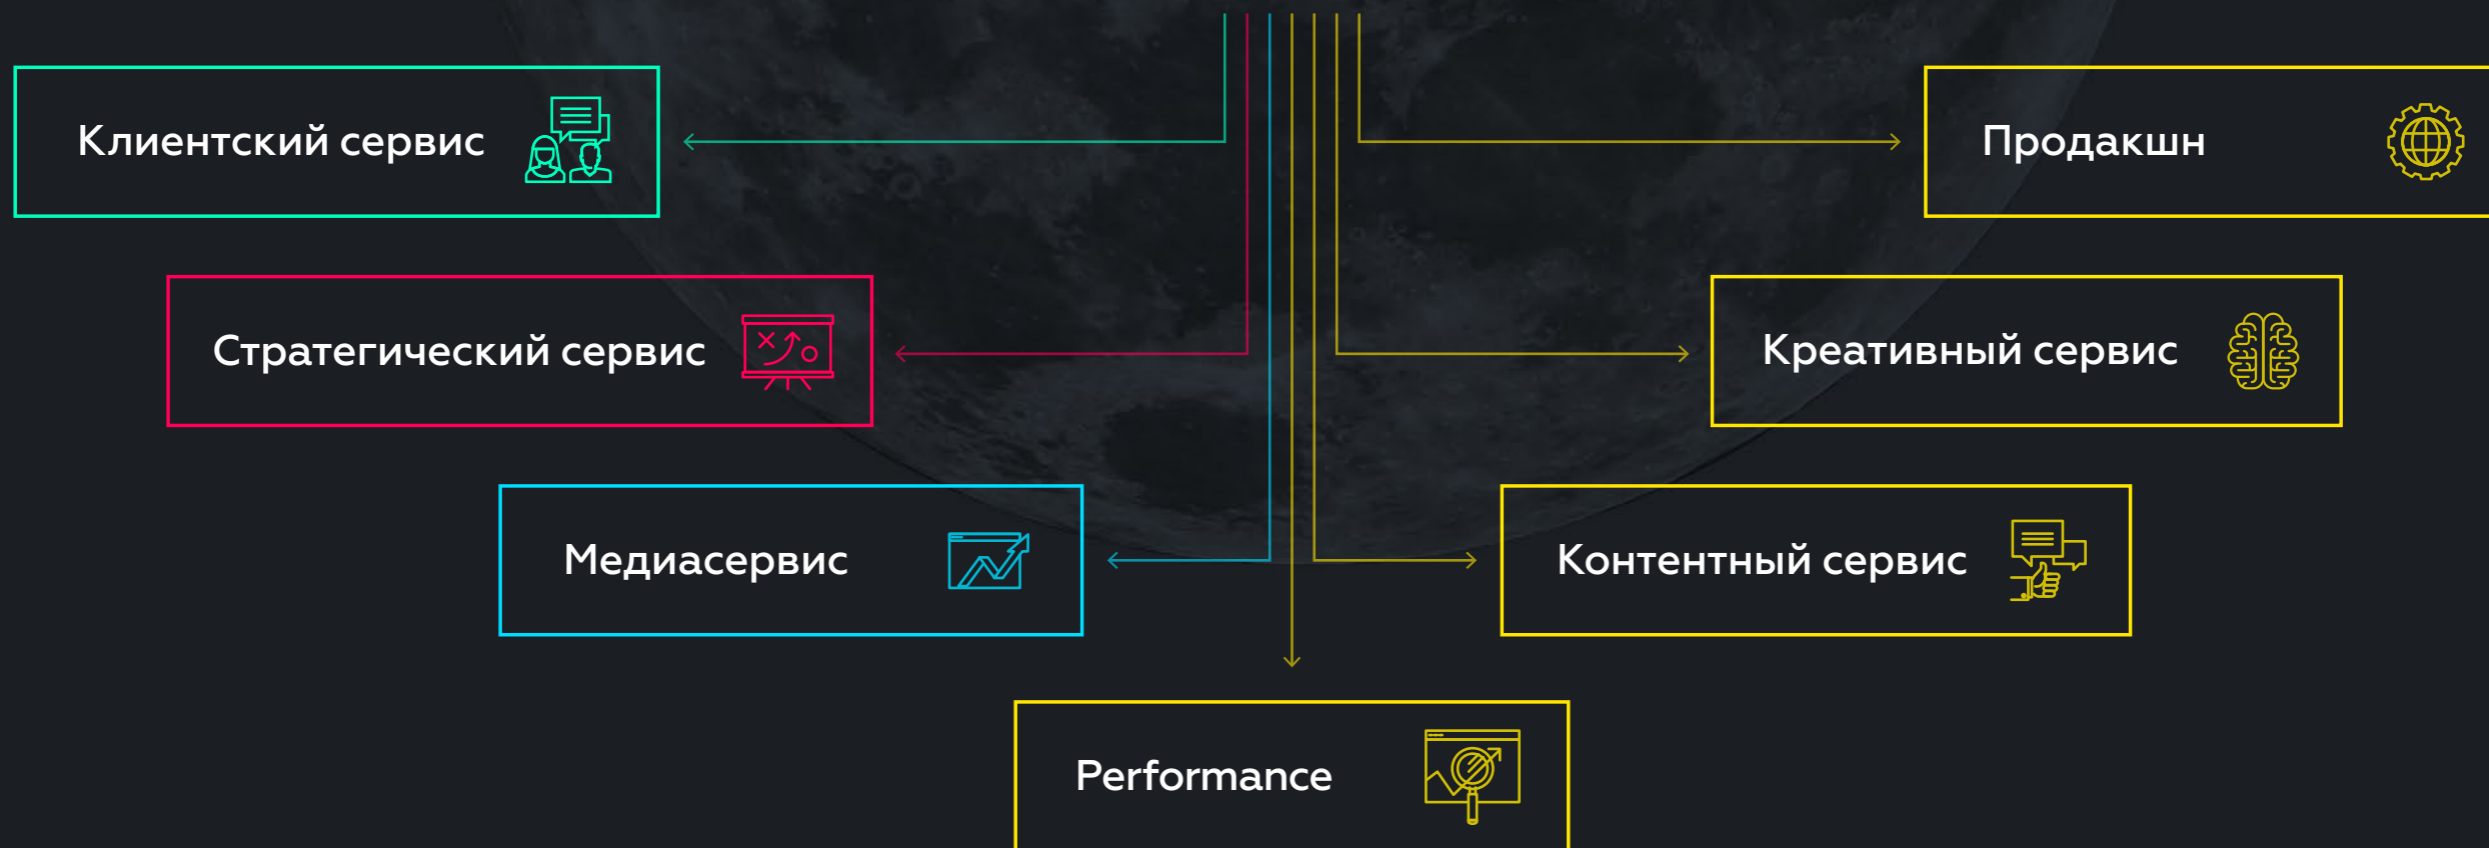 Клиентский сервис
Продакшн
Стратегический сервис
Креативный сервис
Медиасервис
Контентный сервис
Performance